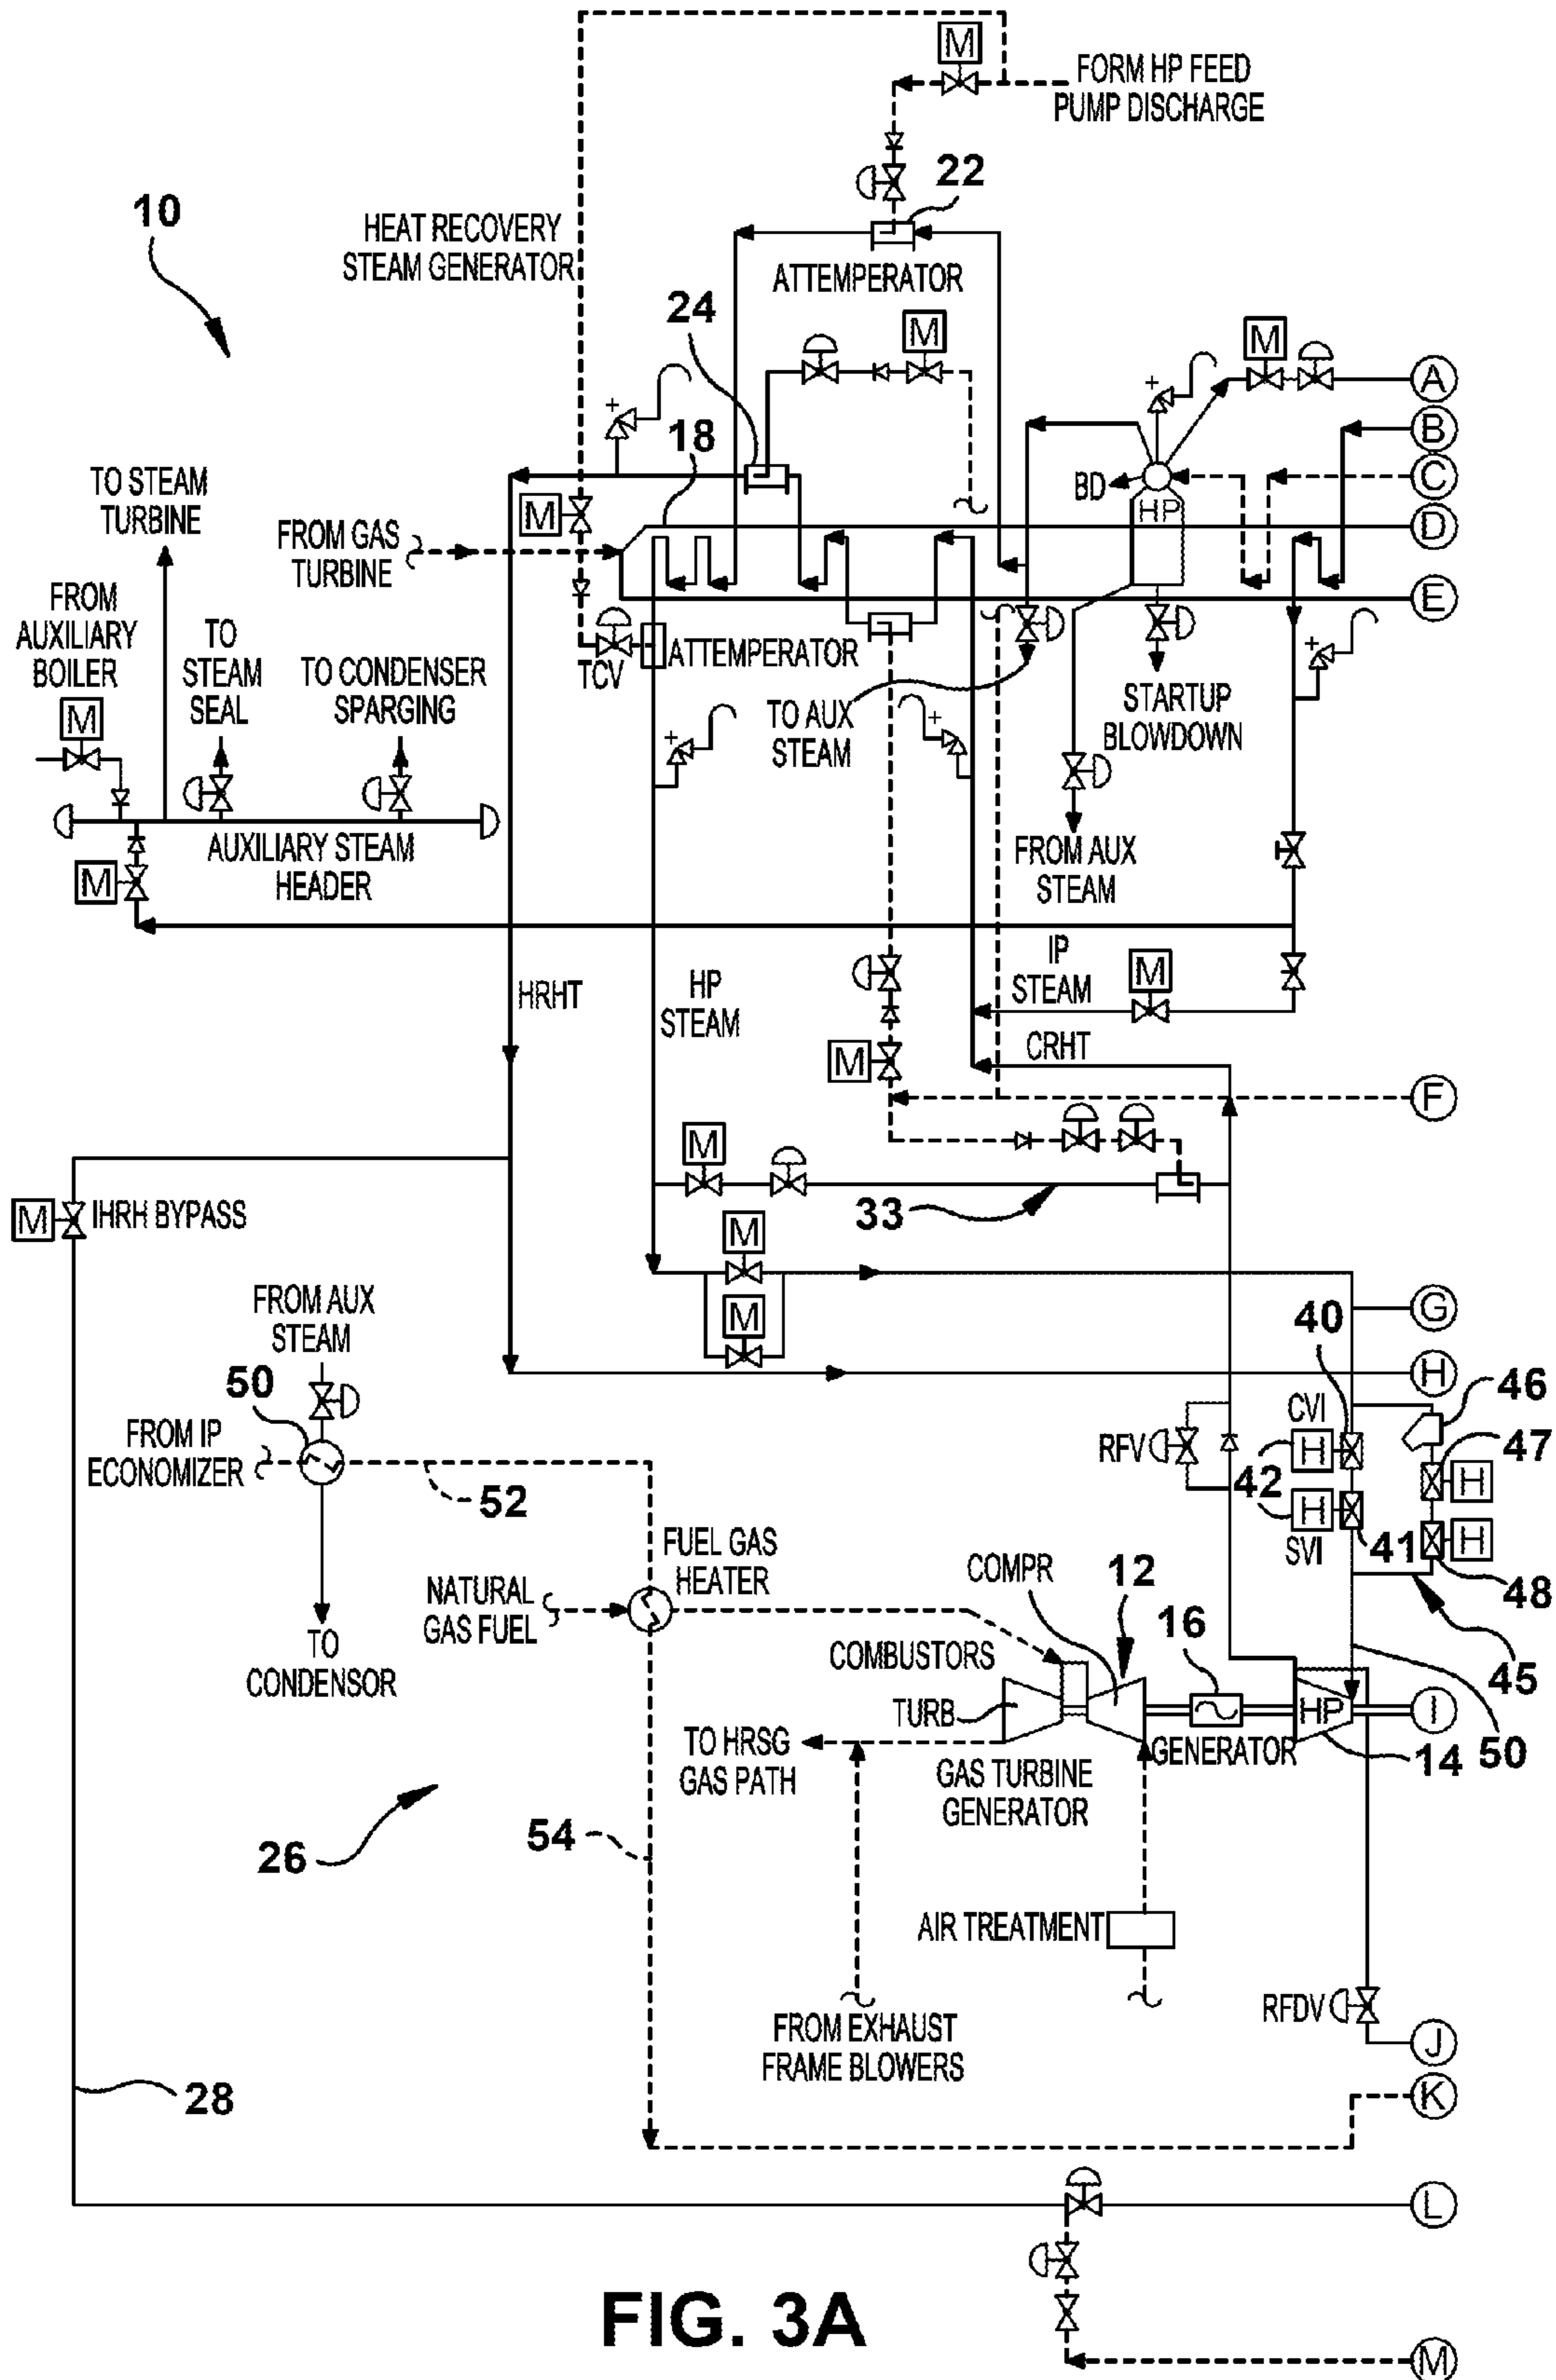 M
FORM HP FEED
PUMP DISCHARGE
22
10
HEAT RECOVERY
STEAM GENERATOR
ATTEMPERATOR
24
M
M
A
18
B
TO STEAM
TURBINE
BD
HP
C
M
FROM GAS
TURBINE
D
FROM
AUXILIARY
BOILER
E
TO
STEAM
SEAL
TO CONDENSER
SPARGING
TCV
ATTEMPERATOR
M
TO AUX
STEAM
STARTUP
BLOWDOWN
AUXILIARY STEAM
HEADER
M
FROM AUX
STEAM
HRHT
HP
STEAM
IP
STEAM
M
M
CRHT
F
M
33
M
IHRH BYPASS
M
FROM AUX
STEAM
M
G
40
50
H
46
CVI
FROM IP
ECONOMIZER
RFV
H
47
42
H
52
H
SVI
41
H
48
FUEL GAS
HEATER
COMPR
12
NATURAL
GAS FUEL
16
TO
CONDENSOR
COMBUSTORS
45
TURB
HP
I
TO HRSG
GAS PATH
GENERATOR
14
50
GAS TURBINE
GENERATOR
54
26
AIR TREATMENT
RFDV
FROM EXHAUST
FRAME BLOWERS
J
28
K
L
M
FIG. 3A